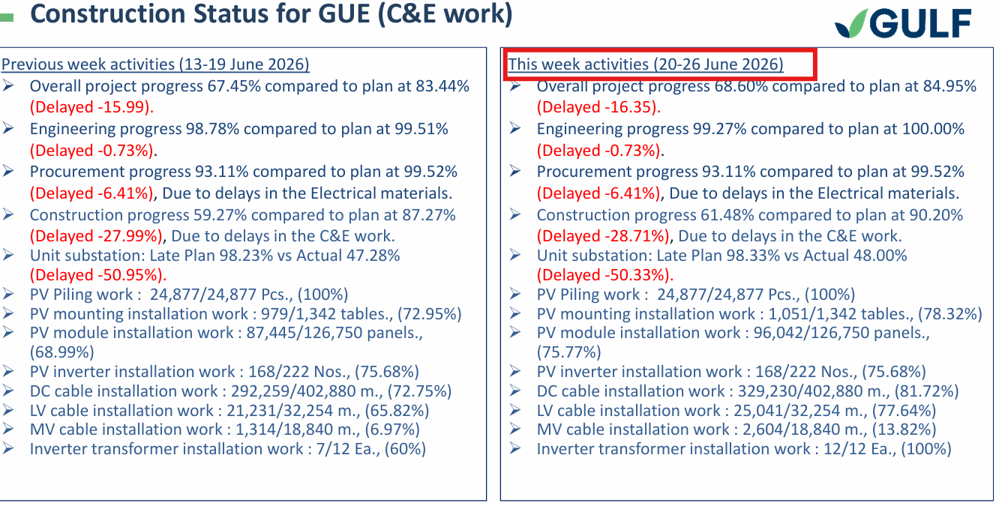 Construction Status for GUE (C&E work)
GULF
Previous week activities (13-19 June 2026)
➢ Overall project progress 67.45% compared to plan at 83.44%
(Delayed -15.99).
➢ Engineering progress 98.78% compared to plan at 99.51%
(Delayed -0.73%).
➢ Procurement progress 93.11% compared to plan at 99.52%
(Delayed -6.41%), Due to delays in the Electrical materials.
➢ Construction progress 59.27% compared to plan at 87.27%
(Delayed -27.99%), Due to delays in the C&E work.
➢ Unit substation: Late Plan 98.23% vs Actual 47.28%
(Delayed -50.95%).
➢ PV Piling work : 24,877/24,877 Pcs., (100%)
➢ PV mounting installation work : 979/1,342 tables., (72.95%)
➢ PV module installation work : 87,445/126,750 panels.,
(68.99%)
➢ PV inverter installation work : 168/222 Nos., (75.68%)
➢ DC cable installation work : 292,259/402,880 m., (72.75%)
➢ LV cable installation work : 21,231/32,254 m., (65.82%)
➢ MV cable installation work : 1,314/18,840 m., (6.97%)
➢ Inverter transformer installation work : 7/12 Ea., (60%)
This week activities (20-26 June 2026)
➢ Overall project progress 68.60% compared to plan at 84.95%
(Delayed -16.35).
➢ Engineering progress 99.27% compared to plan at 100.00%
(Delayed -0.73%).
➢ Procurement progress 93.11% compared to plan at 99.52%
(Delayed -6.41%), Due to delays in the Electrical materials.
➢ Construction progress 61.48% compared to plan at 90.20%
(Delayed -28.71%), Due to delays in the C&E work.
➢ Unit substation: Late Plan 98.33% vs Actual 48.00%
(Delayed -50.33%).
➢ PV Piling work : 24,877/24,877 Pcs., (100%)
➢ PV mounting installation work : 1,051/1,342 tables., (78.32%)
➢ PV module installation work : 96,042/126,750 panels.,
(75.77%)
➢ PV inverter installation work : 168/222 Nos., (75.68%)
➢ DC cable installation work : 329,230/402,880 m., (81.72%)
➢ LV cable installation work : 25,041/32,254 m., (77.64%)
➢ MV cable installation work : 2,604/18,840 m., (13.82%)
➢ Inverter transformer installation work : 12/12 Ea., (100%)